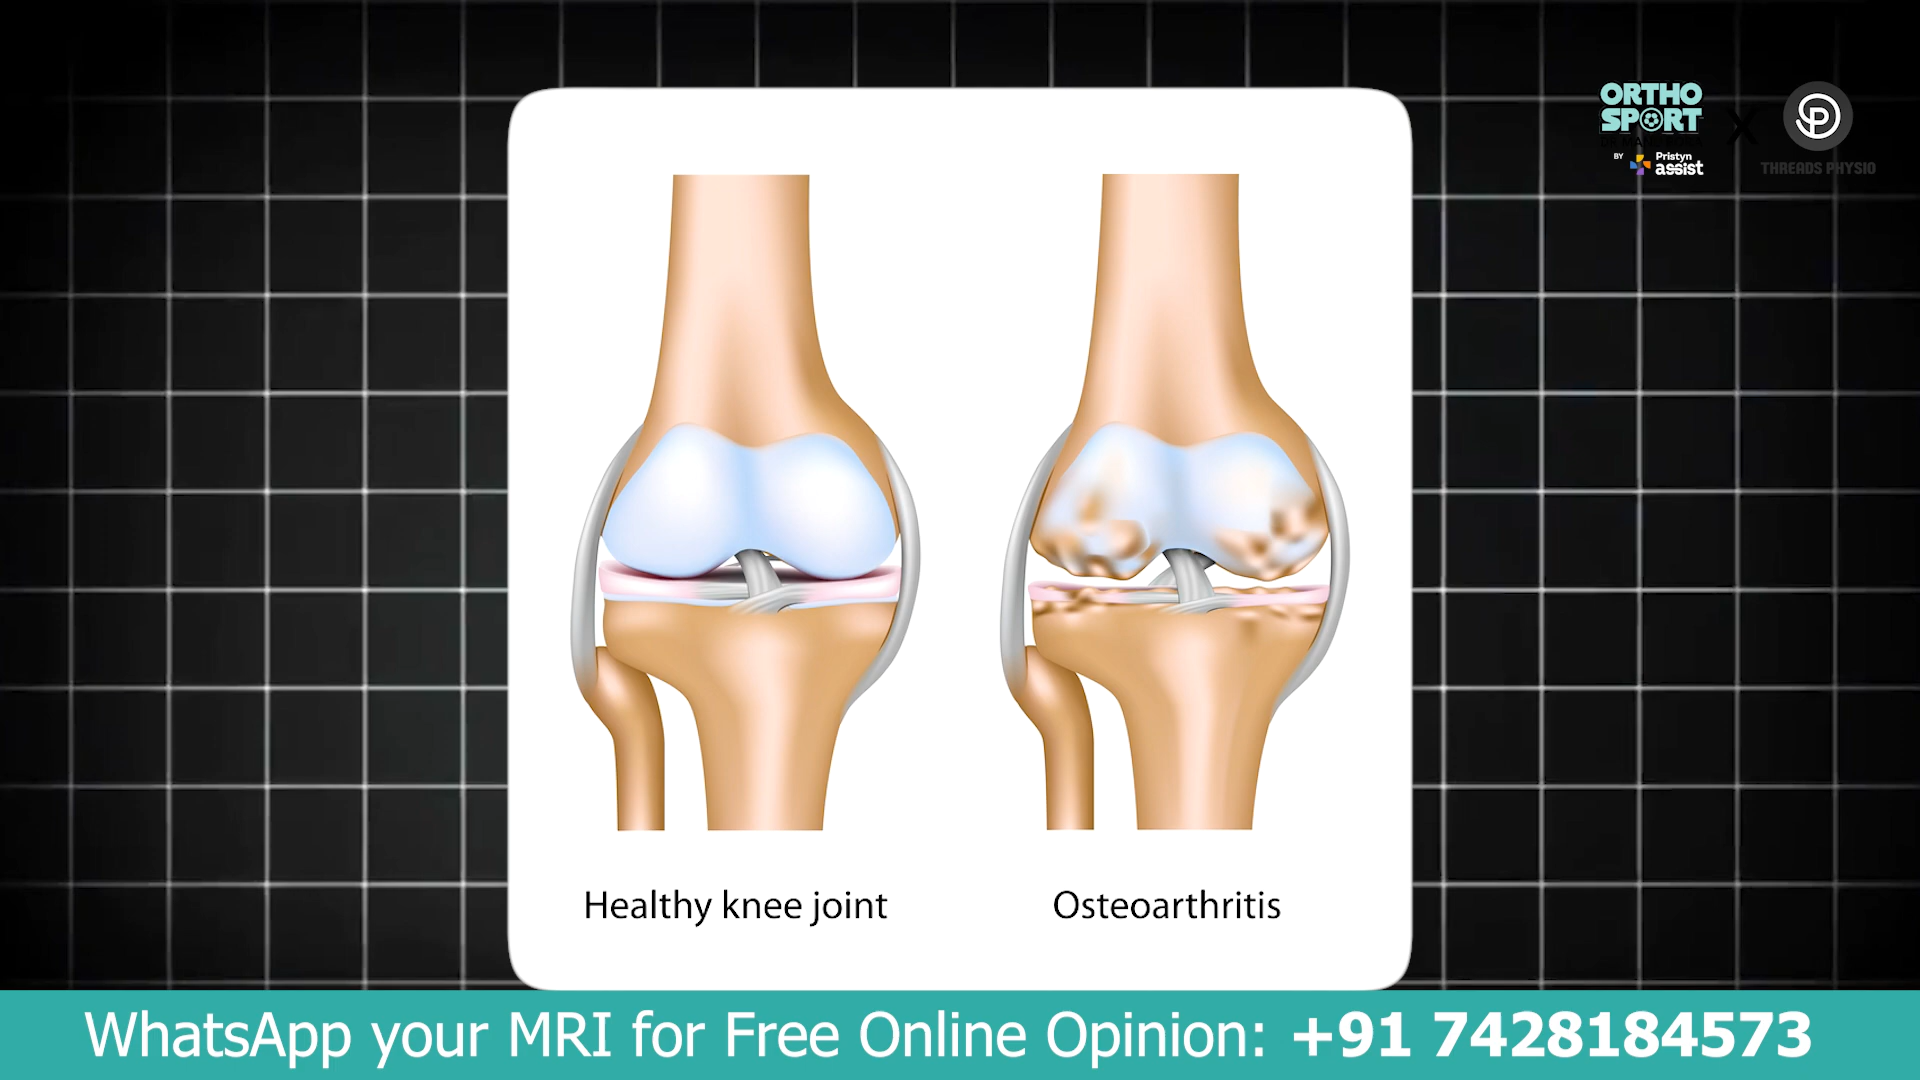 ORTHO
SPORT
BY Pristyn
assist
X
THREADS PHYSIO
Healthy knee joint
Osteoarthritis
WhatsApp your MRI for Free Online Opinion: +91 7428184573